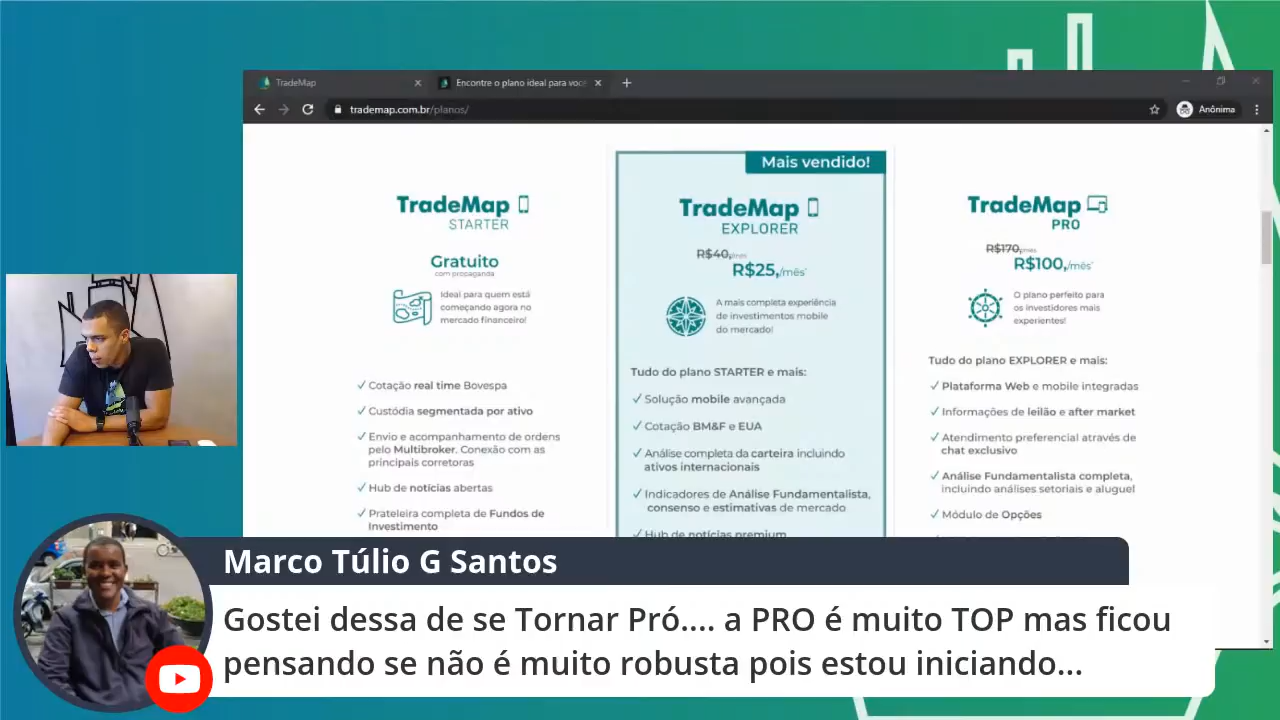 TradeMap
Encontre o plano ideal para você
trademap.com.br/planos/
Anônima
TradeMap
STARTER
Gratuito
com propaganda
Ideal para quem está
começando agora no
mercado financeiro!
✓ Cotação real time Bovespa
✓ Custódia segmentada por ativo
✓ Envio e acompanhamento de ordens
pelo Multibroker. Conexão com as
principais corretoras
✓ Hub de notícias abertas
✓ Prateleira completa de Fundos de
Investimento
Mais vendido!
TradeMap
EXPLORER
R$40,/mês
R$25,/mês*
A mais completa experiência
de investimentos mobile
do mercado!
Tudo do plano STARTER e mais:
✓ Solução mobile avançada
✓ Cotação BM&F e EUA
✓ Análise completa da carteira incluindo
ativos internacionais
✓ Indicadores de Análise Fundamentalista,
consenso e estimativas de mercado
✓ Hub de notícias premium
TradeMap
PRO
R$170,/mês
R$100,/mês*
O plano perfeito para
os investidores mais
experientes!
Tudo do plano EXPLORER e mais:
✓ Plataforma Web e mobile integradas
✓ Informações de leilão e after market
✓ Atendimento preferencial através de
chat exclusivo
✓ Análise Fundamentalista completa,
incluindo análises setoriais e aluguel
✓ Módulo de Opções
Marco Túlio G Santos
Gostei dessa de se Tornar Pró.... a PRO é muito TOP mas ficou
pensando se não é muito robusta pois estou iniciando...